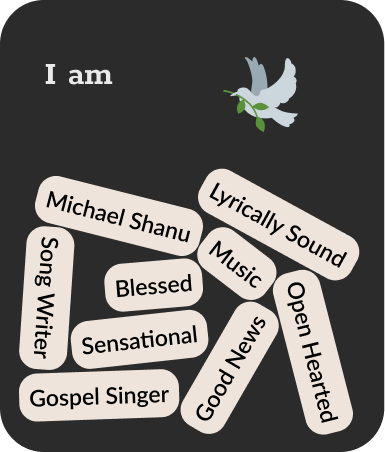 I am
Michael Shanu
Lyrically Sound
Song Writer
Music
Blessed
Open Hearted
Sensational
Good News
Gospel Singer